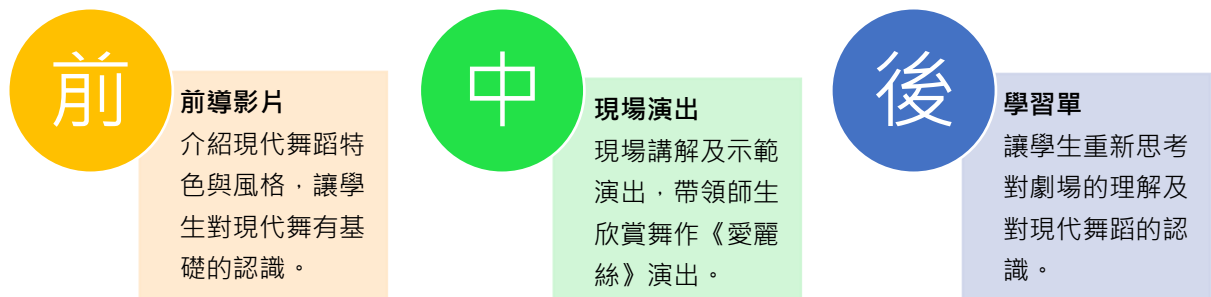 前
前導影片
介紹現代舞蹈特
色與風格，讓學
生對現代舞有基
礎的認識。
中
現場演出
現場講解及示範
演出，帶領師生
欣賞舞作《愛麗
絲》演出。
後
學習單
讓學生重新思考
對劇場的理解及
對現代舞蹈的認
識。